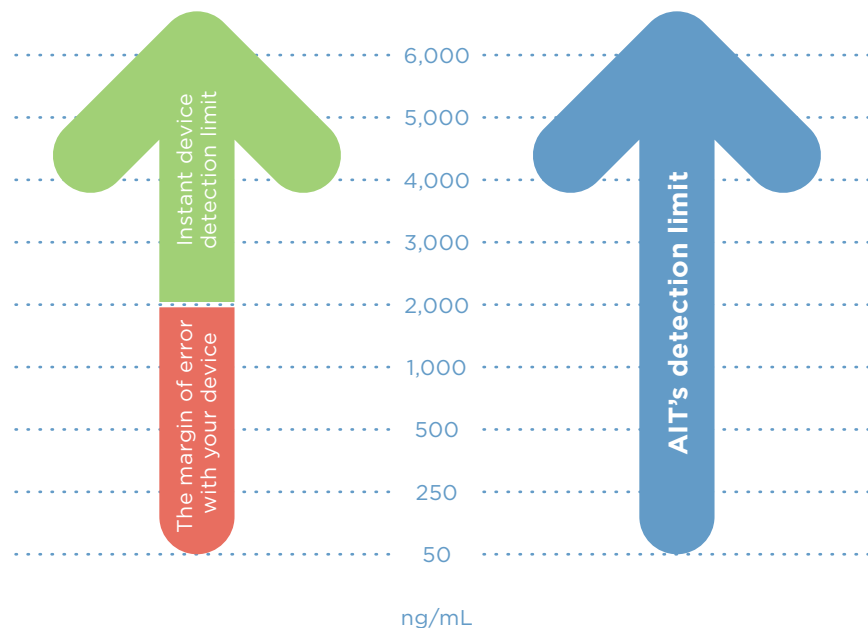 6,000
5,000
4,000
3,000
2,000
1,000
500
250
50
ng/mL
Instant device
detection limit
The margin of error
with your device
AIT's detection limit